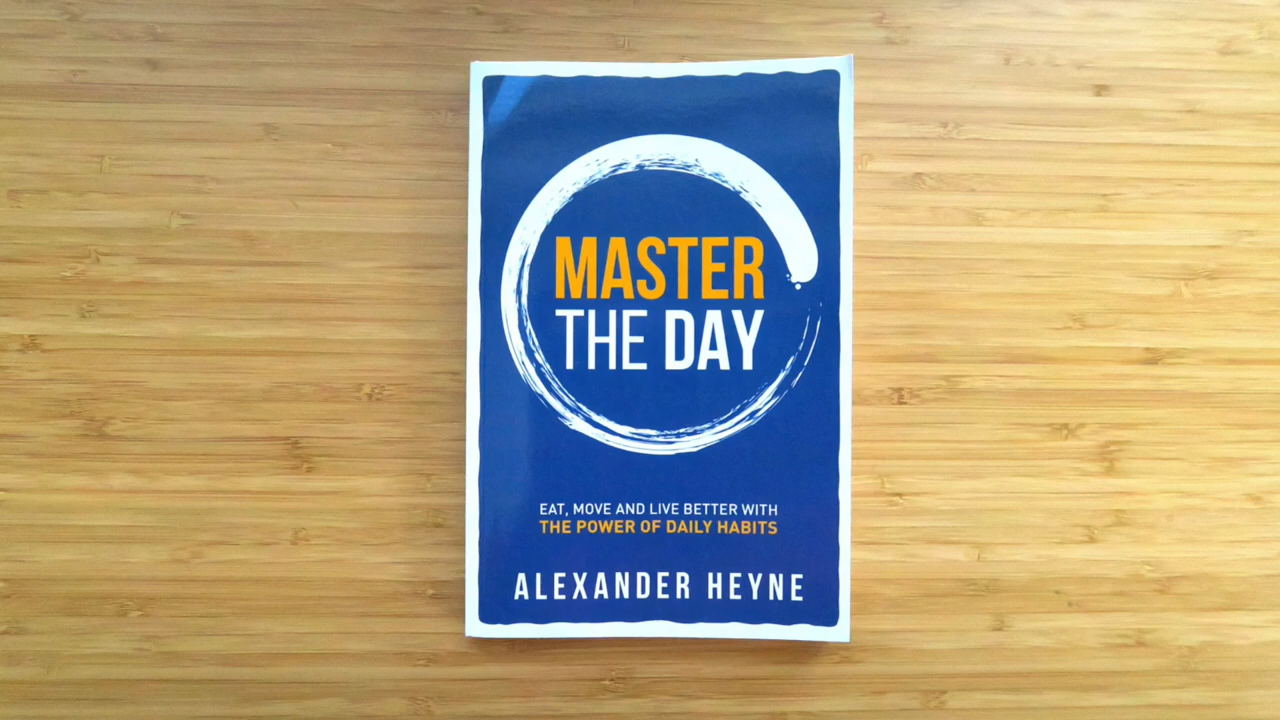 MASTER
THE DAY
EAT, MOVE AND LIVE BETTER WITH
THE POWER OF DAILY HABITS
ALEXANDER HEYNE